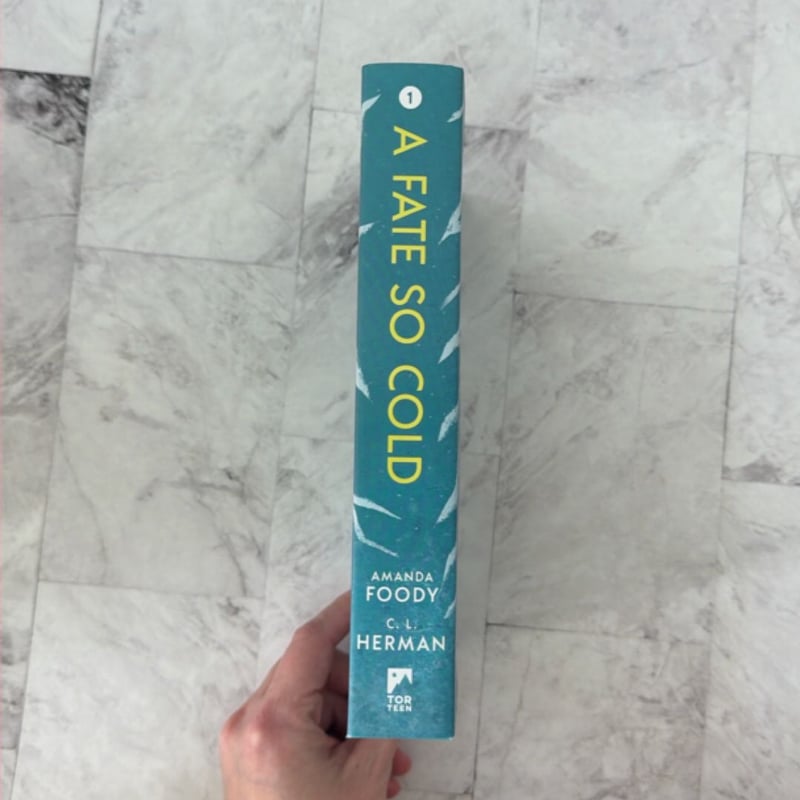 1
A FATE SO COLD
AMANDA
FOODY
C. L.
HERMAN
TOR
TEEN